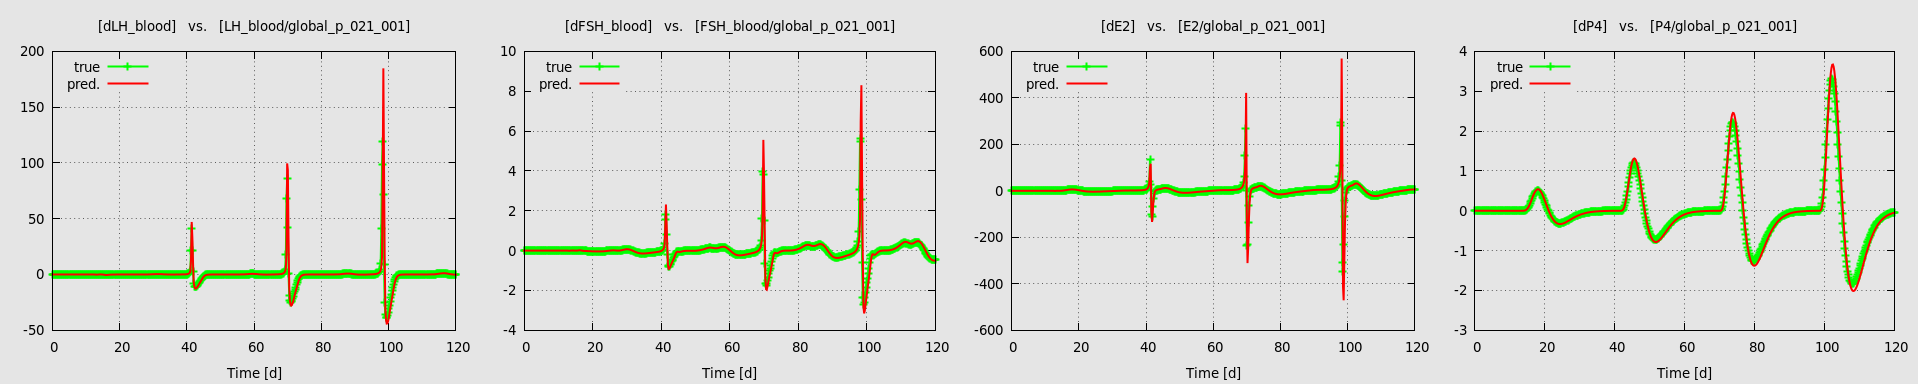 [dLH_blood] vs. [LH_blood/global_p_021_001]
200
150
100
50
0
-50
true
pred.
0 20 40 60 80 100 120
Time [d]
[dFSH_blood] vs. [FSH_blood/global_p_021_001]
10
8
6
4
2
0
-2
-4
true
pred.
0 20 40 60 80 100 120
Time [d]
[dE2] vs. [E2/global_p_021_001]
600
400
200
0
-200
-400
-600
true
pred.
0 20 40 60 80 100 120
Time [d]
[dP4] vs. [P4/global_p_021_001]
4
3
2
1
0
-1
-2
-3
true
pred.
0 20 40 60 80 100 120
Time [d]